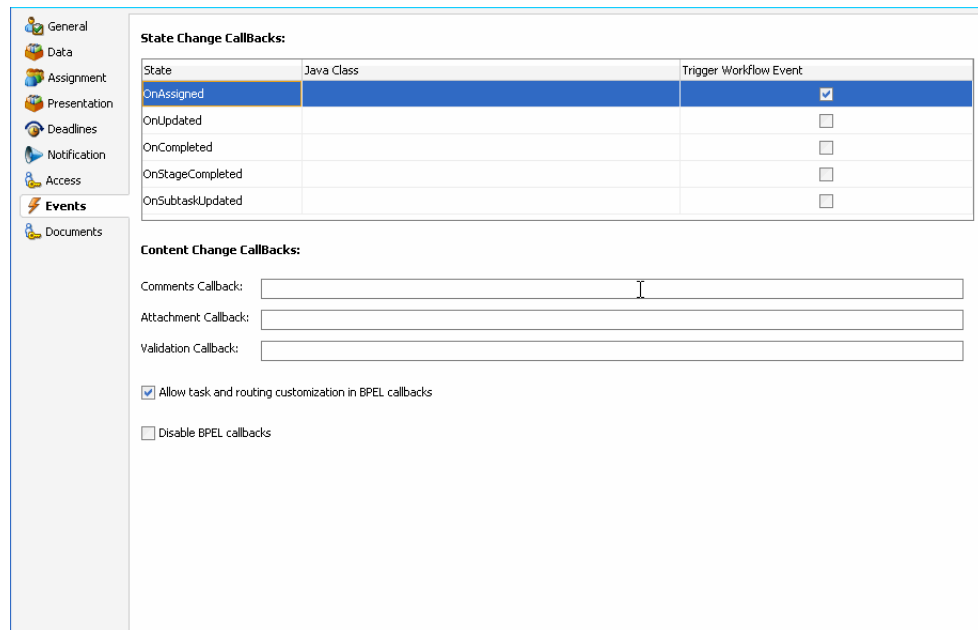 General
Data
Assignment
Presentation
Deadlines
Notification
Access
Events
Documents
State Change CallBacks:
State Java Class Trigger Workflow Event
OnAssigned
OnUpdated
OnCompleted
OnStageCompleted
OnSubtaskUpdated
Content Change CallBacks:
Comments Callback:
Attachment Callback:
Validation Callback:
Allow task and routing customization in BPEL callbacks
Disable BPEL callbacks